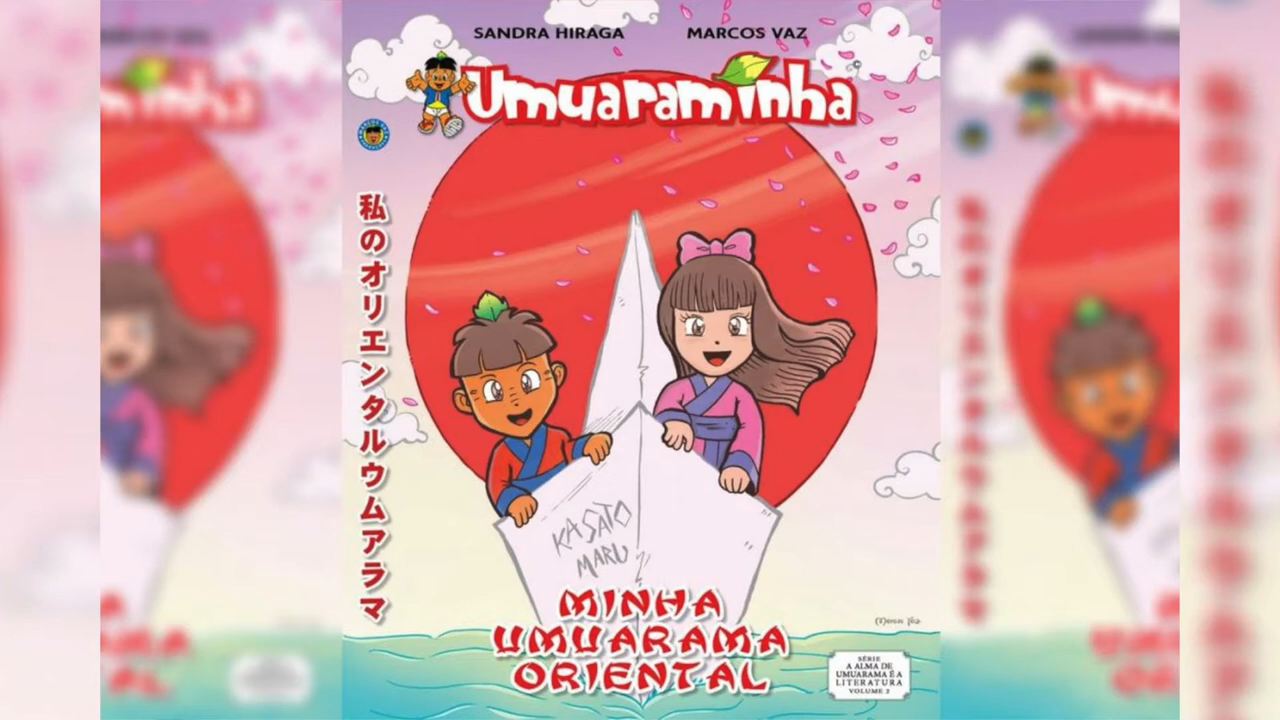 SANDRA HIRAGA
MARCOS VAZ
Umuaraminha
私のオリエンタルウムアラマ
KASATO
MARU
MINHA
UMUARAMA
ORIENTAL
SÉRIE
A ALMA DE
UMUARAMA É A
LITERATURA
VOLUME 2